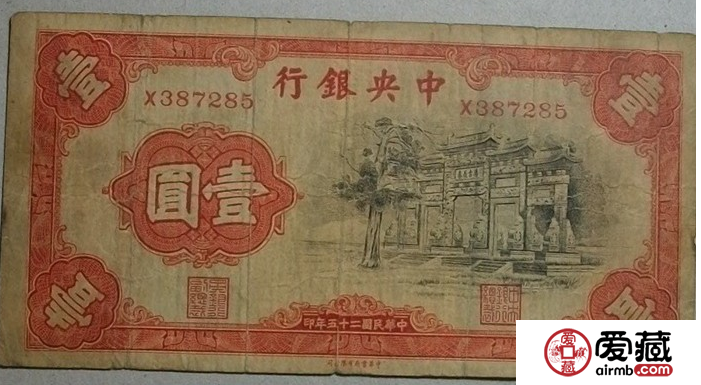 壹
壹
中央銀行
X387285
X387285
壹圓
壹
壹
中華民國二十五年印
爱藏
airmb.com